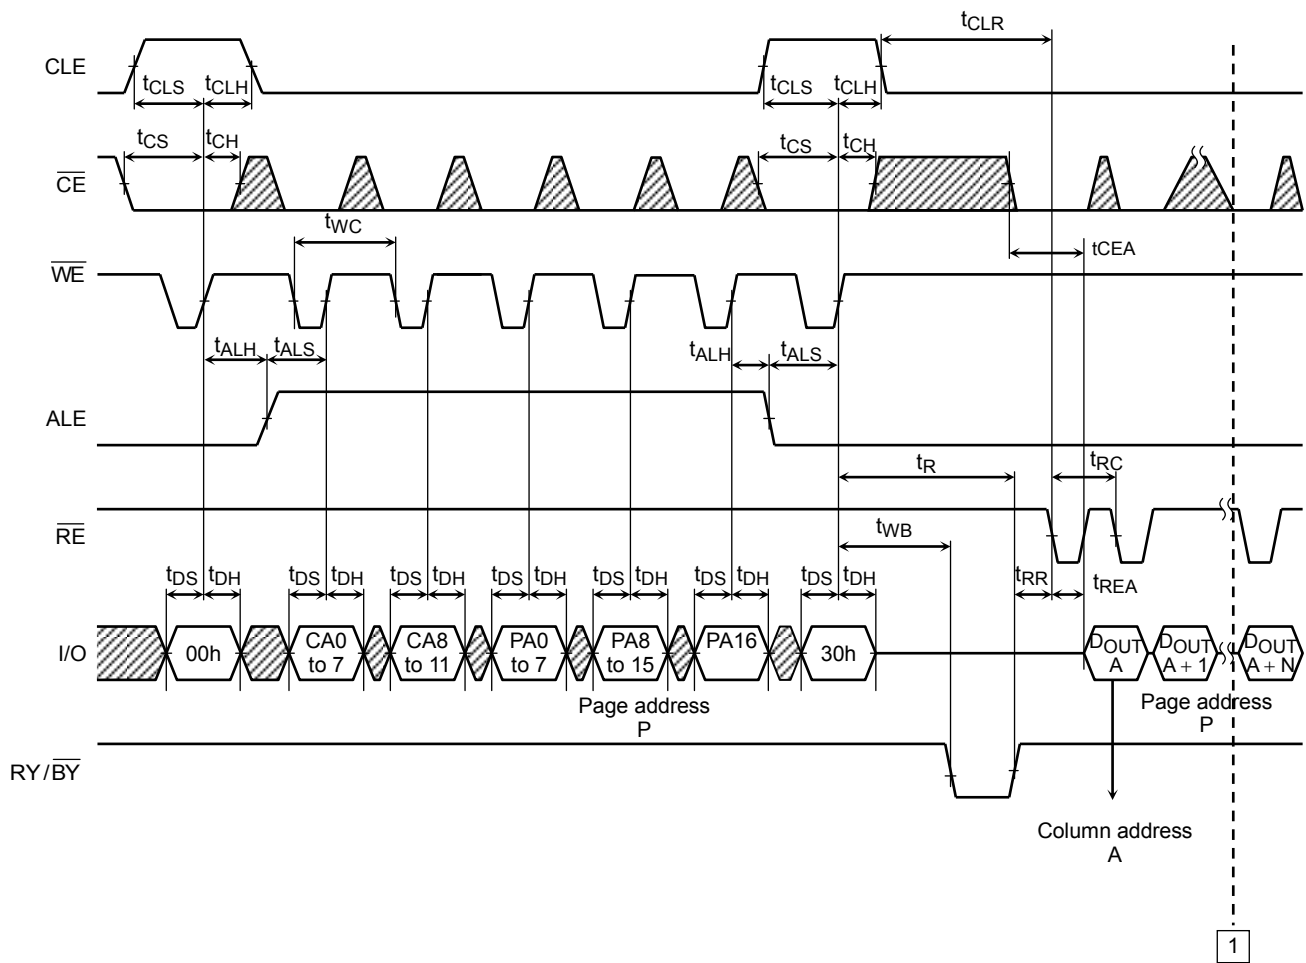 tCLR
CLE
tCLS tCLH tCLS tCLH
tCS tCH tCS tCH
CE
tWC
tCEA
WE
tALH tALS tALH tALS
ALE
tR tRC
RE
tWB
tDS tDH tDS tDH tDS tDH tDS tDH tDS tDH tDS tDH tDS tDH tRR tREA
I/O 00h CA0 to 7 CA8 to 11 PA0 to 7 PA8 to 15 PA16 30h DOUT A DOUT A + 1 DOUT A + N
Page address P
Page address P
RY/BY
Column address
A
1